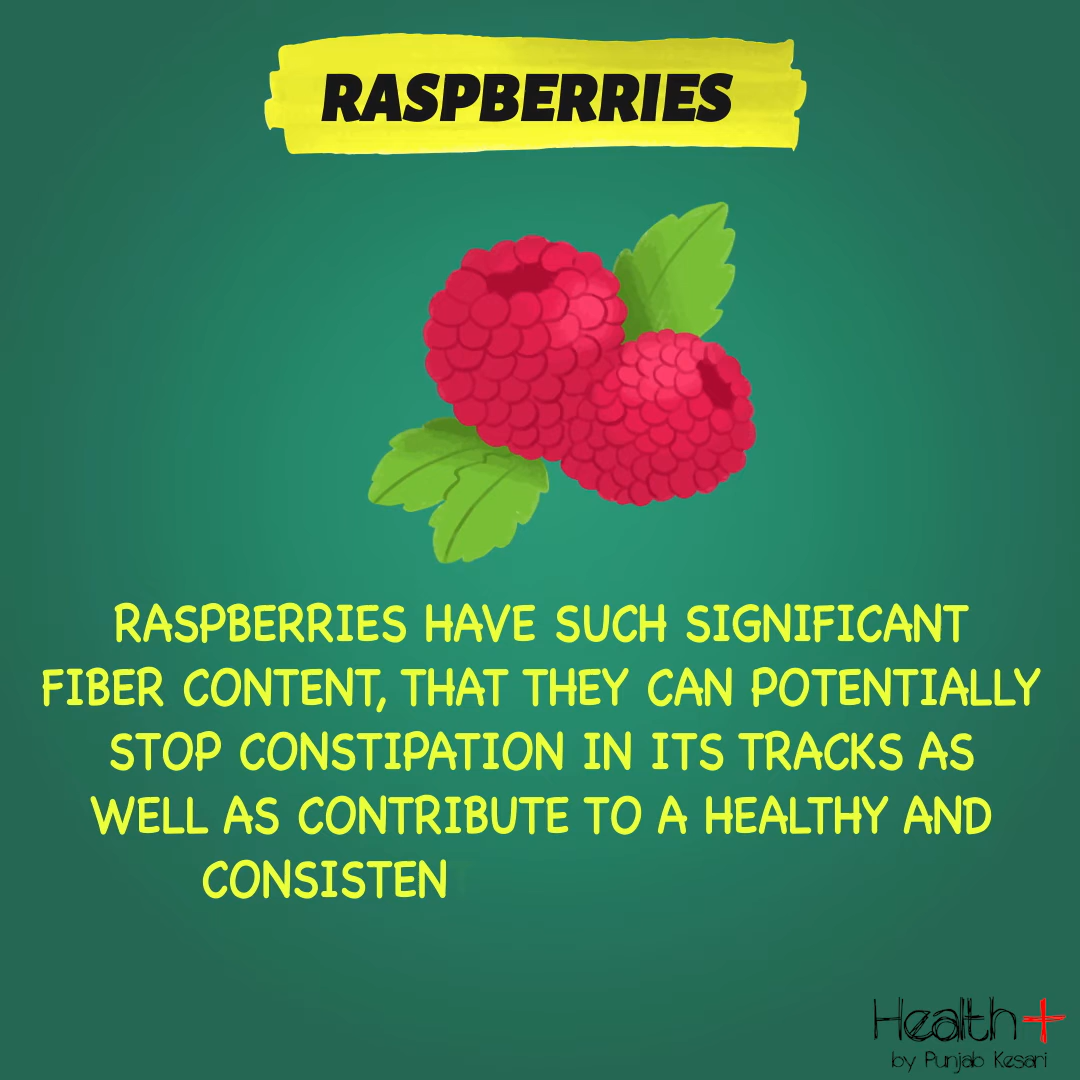 RASPBERRIES
RASPBERRIES HAVE SUCH SIGNIFICANT
FIBER CONTENT, THAT THEY CAN POTENTIALLY
STOP CONSTIPATION IN ITS TRACKS AS
WELL AS CONTRIBUTE TO A HEALTHY AND
CONSISTEN
Health+
by Punjab Kesari